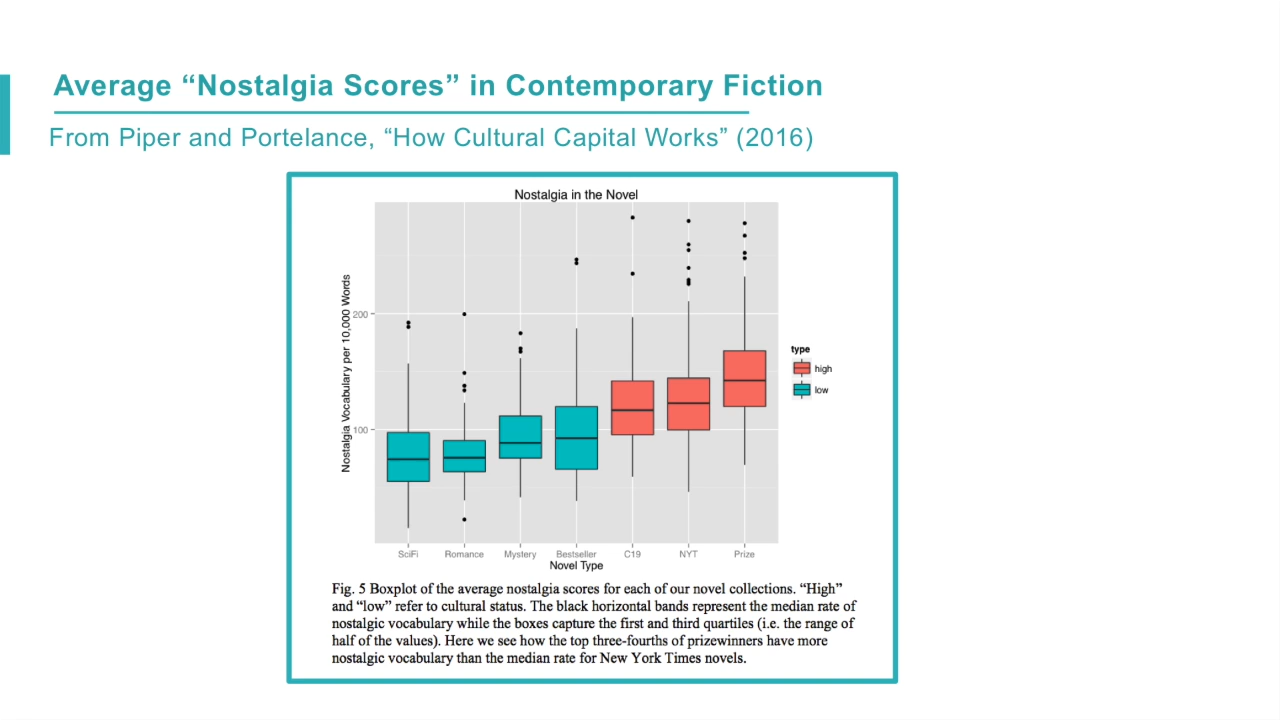 Average “Nostalgia Scores” in Contemporary Fiction
From Piper and Portelance, “How Cultural Capital Works” (2016)
Nostalgia in the Novel
Nostalgia Vocabulary per 10,000 Words
200
100
SciFi Romance Mystery Bestseller C19 NYT Prize
Novel Type
type
high
low
Fig. 5 Boxplot of the average nostalgia scores for each of our novel collections. “High”
and “low” refer to cultural status. The black horizontal bands represent the median rate of
nostalgic vocabulary while the boxes capture the first and third quartiles (i.e. the range of
half of the values). Here we see how the top three-fourths of prizewinners have more
nostalgic vocabulary than the median rate for New York Times novels.